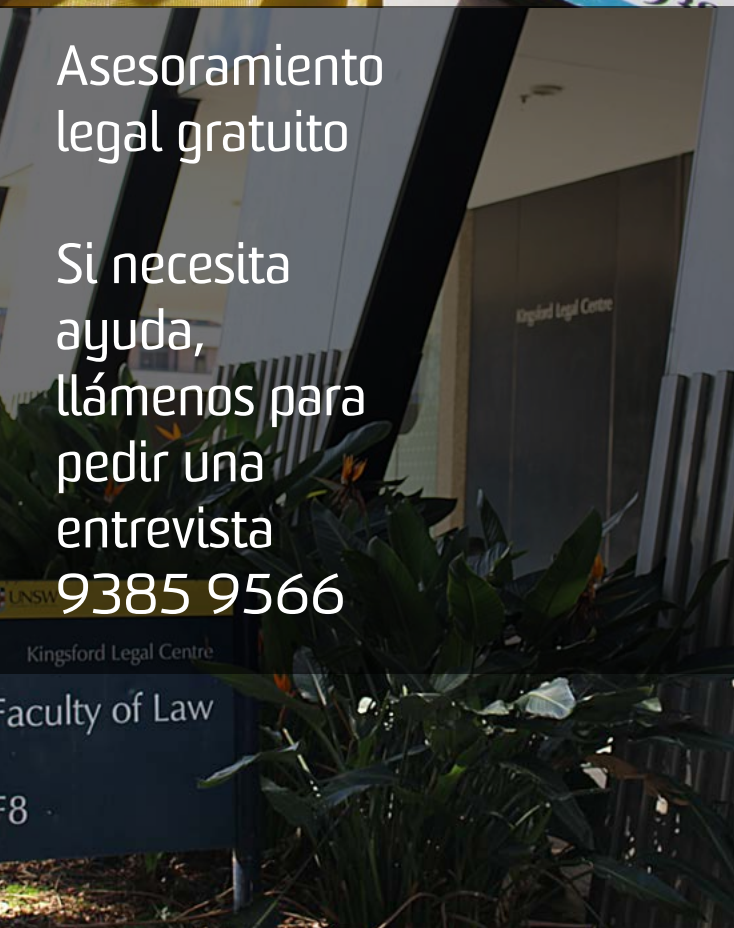 Asesoramiento
legal gratuito
Si necesita
ayuda,
llámenos para
pedir una
entrevista
9385 9566
Kingsford Legal Centre
UNSW
Kingsford Legal Centre
Faculty of Law
F8